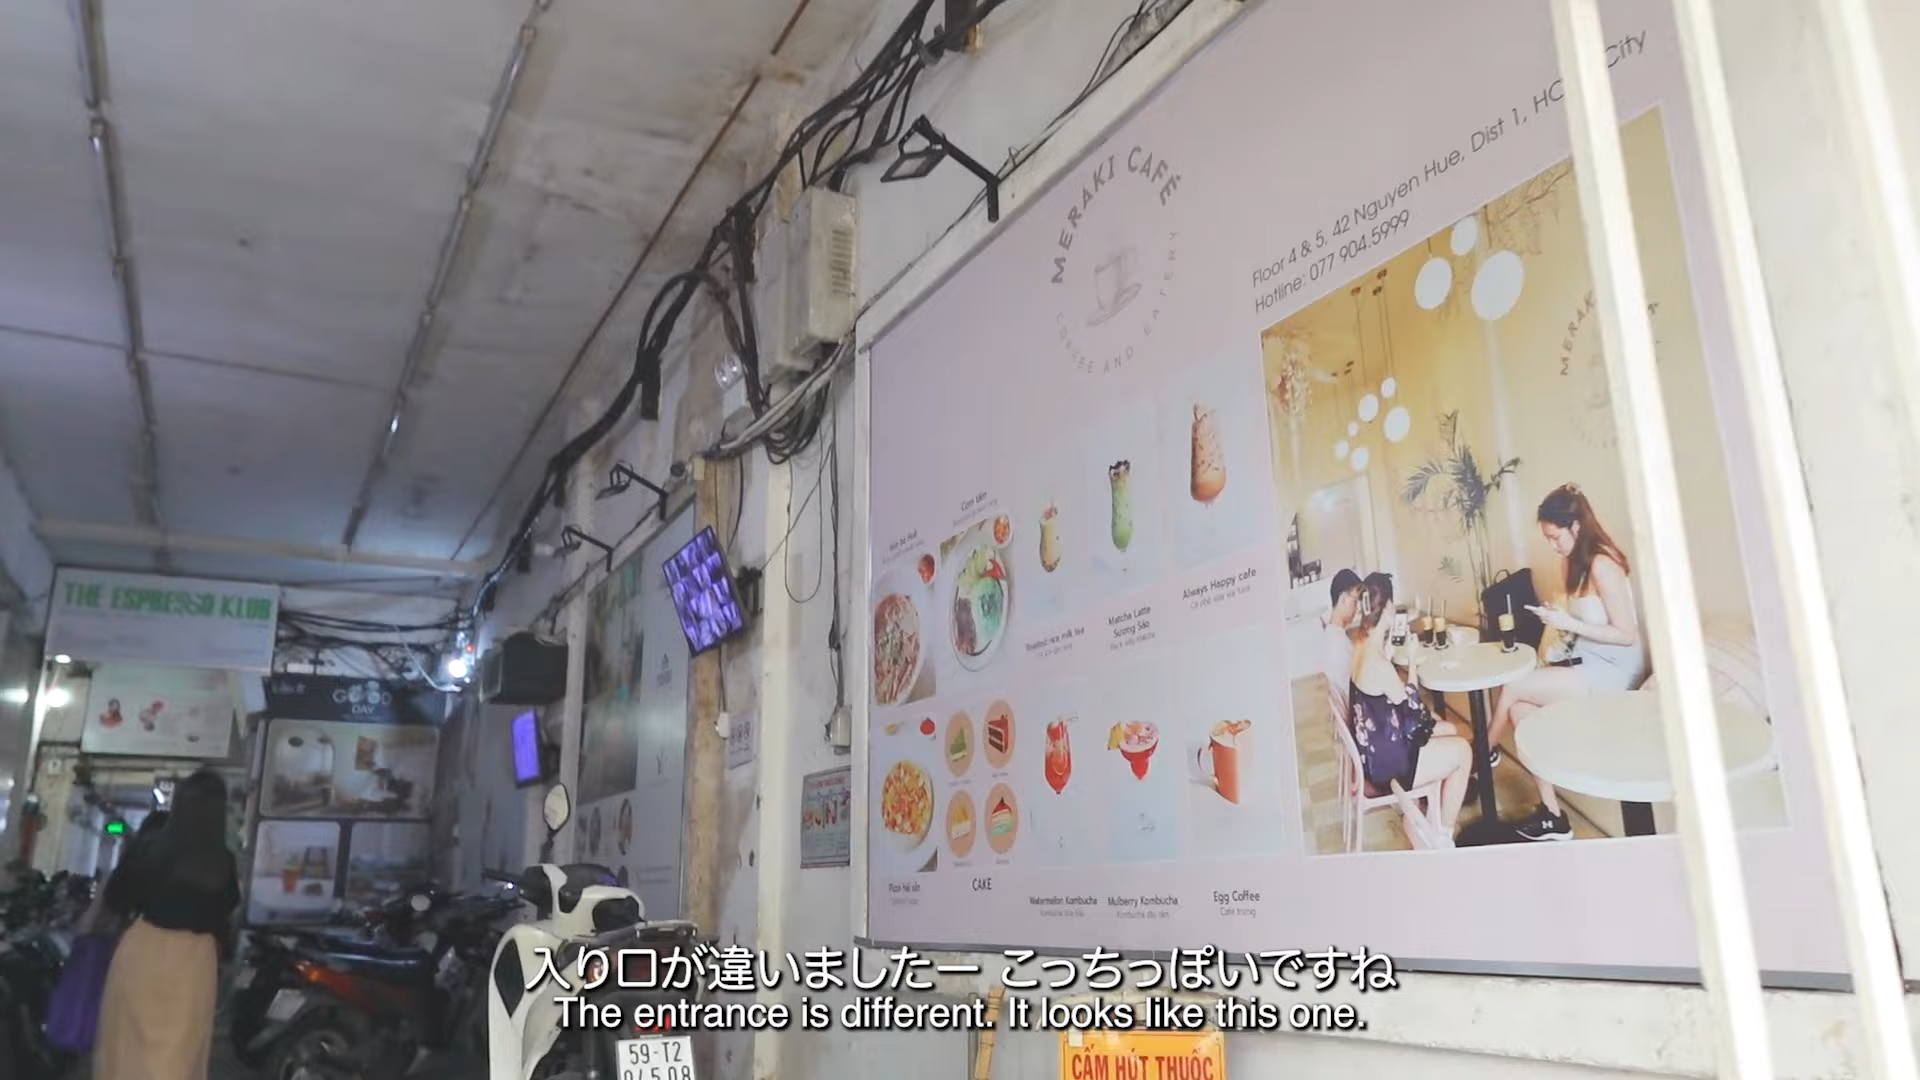 MERAKI CAFÉ
COFFEE AND EATERY
Floor 4 & 5, 42 Nguyen Hue, Dist 1, HC City
Hotline: 077 904.5999
MERAKI
Always Happy cafe
Matcha Latte
Sương Sáo
Roasted rice milk tea
THE ESPRESSO KLUB
GOOD
DAY
CAKE
Watermelon Kombucha
Mulberry Kombucha
Egg Coffee
Café trứng
Pizza hải sản
入り口が違いましたー こっちっぽいですね
The entrance is different. It looks like this one.
59-T2
CẤM HÚT THUỐC